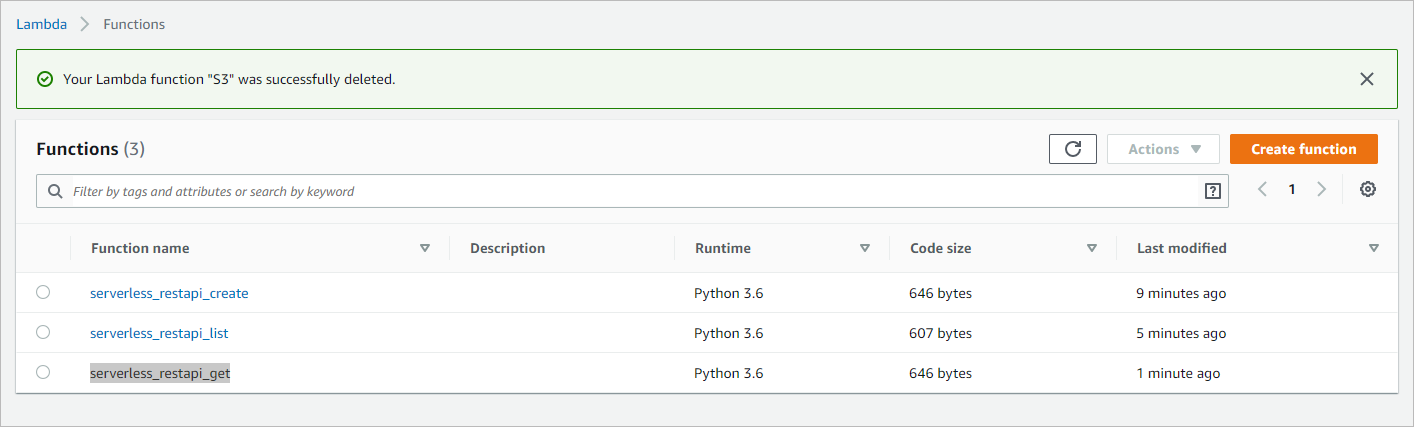 Lambda Functions
Your Lambda function "S3" was successfully deleted.
Functions (3) Actions Create function
Filter by tags and attributes or search by keyword ? 1
Function name Description Runtime Code size Last modified
serverless_restapi_create Python 3.6 646 bytes 9 minutes ago
serverless_restapi_list Python 3.6 607 bytes 5 minutes ago
serverless_restapi_get Python 3.6 646 bytes 1 minute ago